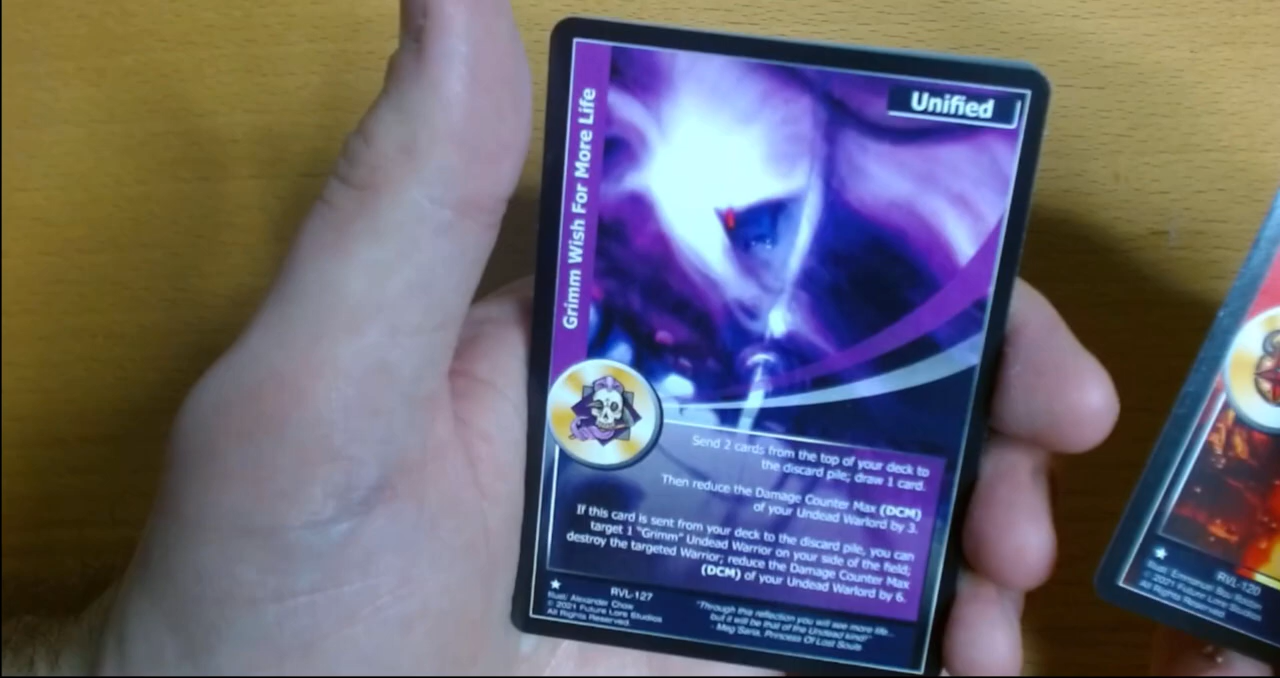 Unified
Grimm Wish For More Life
Send 2 cards from the top of your deck to
the discard pile; draw 1 card.
Then reduce the Damage Counter Max (DCM)
of your Undead Warlord by 3.
If this card is sent from your deck to the discard pile, you can
target 1 "Grimm" Undead Warrior on your side of the field;
destroy the targeted Warrior; reduce the Damage Counter Max
(DCM) of your Undead Warlord by 6.
RVL-127
Illust: Alexander Chow
© 2021 Future Lore Studios
All Rights Reserved
"Through this reflection you will see more life...
but it will be that of the Undead kind!"
- Meg'Saria, Princess Of Lost Souls
RVL-120
Illust: Emmanuel
© 2021 Future Lore Studios
All Rights Reserved